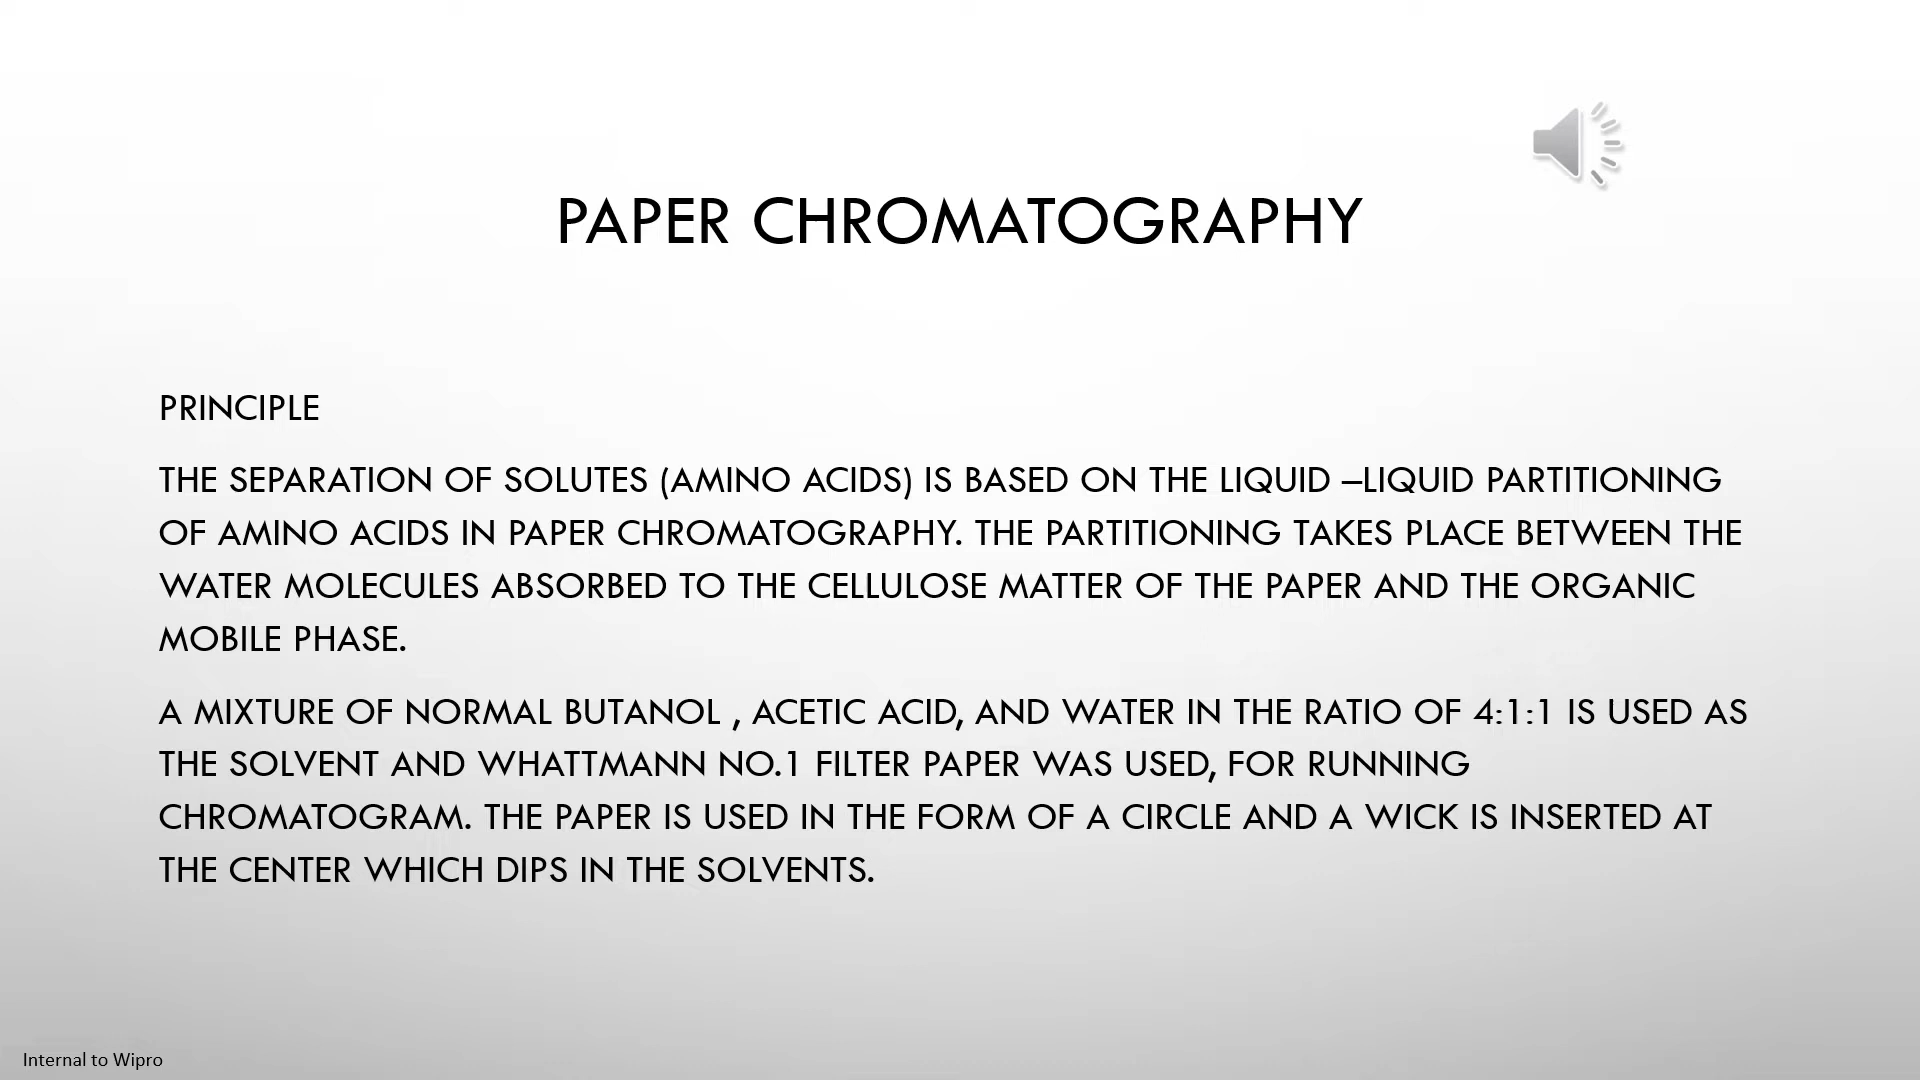 PAPER CHROMATOGRAPHY
PRINCIPLE
THE SEPARATION OF SOLUTES (AMINO ACIDS) IS BASED ON THE LIQUID –LIQUID PARTITIONING
OF AMINO ACIDS IN PAPER CHROMATOGRAPHY. THE PARTITIONING TAKES PLACE BETWEEN THE
WATER MOLECULES ABSORBED TO THE CELLULOSE MATTER OF THE PAPER AND THE ORGANIC
MOBILE PHASE.
A MIXTURE OF NORMAL BUTANOL , ACETIC ACID, AND WATER IN THE RATIO OF 4:1:1 IS USED AS
THE SOLVENT AND WHATTMANN NO.1 FILTER PAPER WAS USED, FOR RUNNING
CHROMATOGRAM. THE PAPER IS USED IN THE FORM OF A CIRCLE AND A WICK IS INSERTED AT
THE CENTER WHICH DIPS IN THE SOLVENTS.
Internal to Wipro